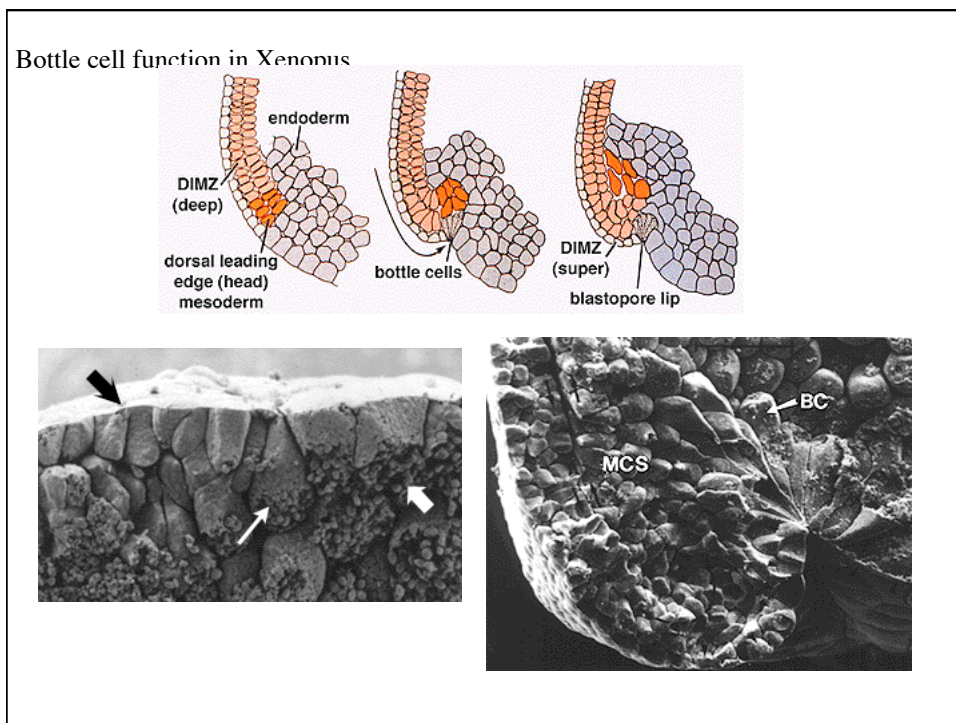 Bottle cell function in Xenopus
endoderm
DIMZ
(deep)
dorsal leading
edge (head)
mesoderm
bottle cells
DIMZ
(super)
blastopore lip
MCS
BC